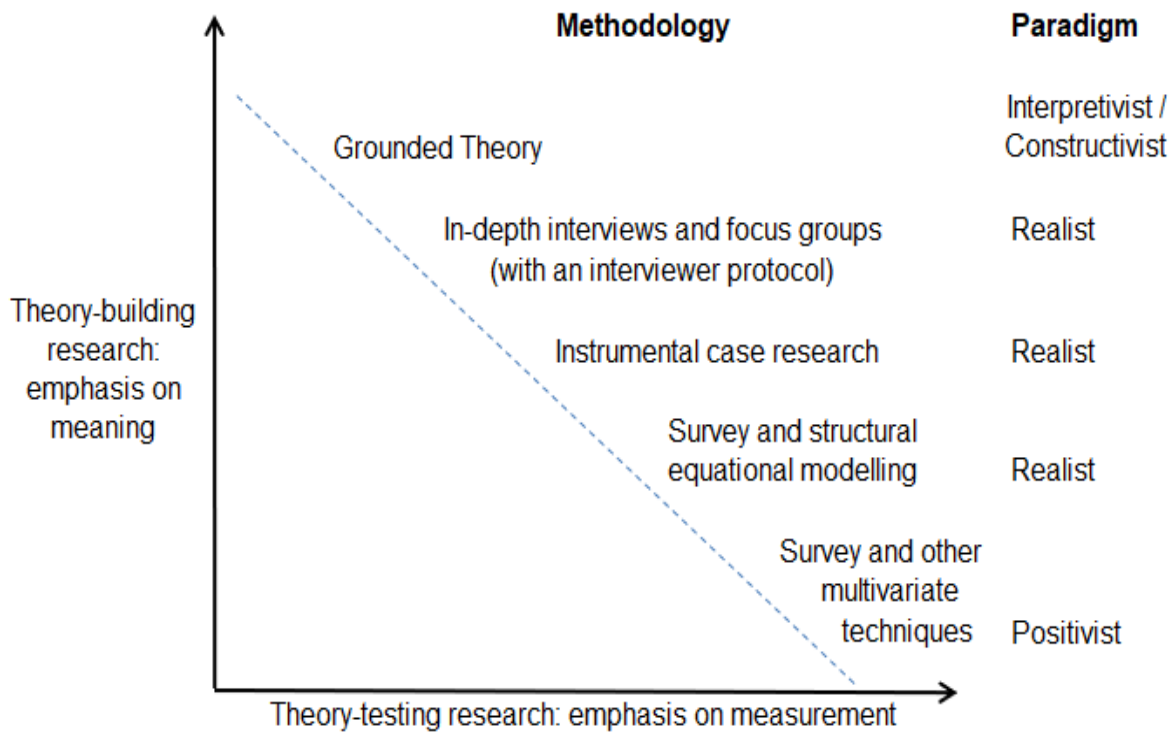 Methodology
Paradigm
Interpretivist /
Constructivist
Grounded Theory
In-depth interviews and focus groups
(with an interviewer protocol)
Realist
Theory-building
research:
emphasis on
meaning
Instrumental case research
Realist
Survey and structural
equational modelling
Realist
Survey and other
multivariate
techniques
Positivist
Theory-testing research: emphasis on measurement